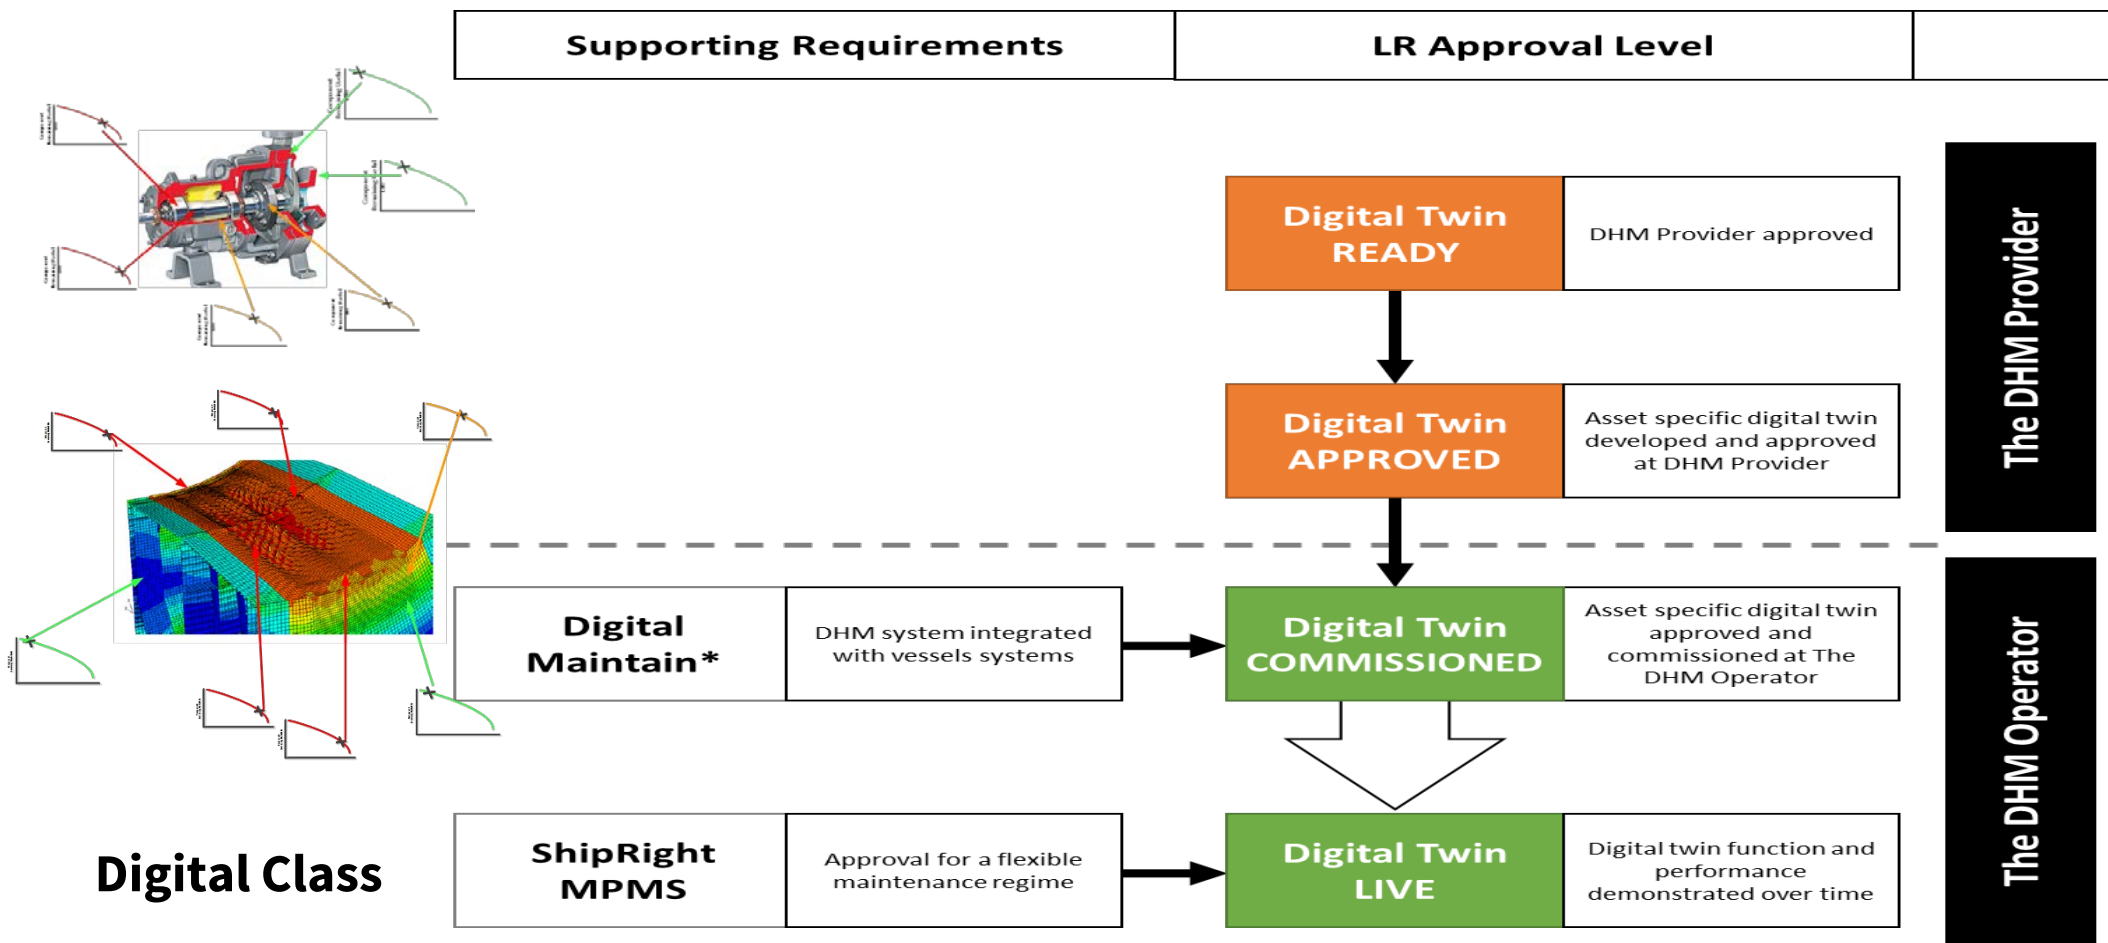 Supporting Requirements
LR Approval Level
Digital Twin
READY
DHM Provider approved
The DHM Provider
Digital Twin
APPROVED
Asset specific digital twin
developed and approved
at DHM Provider
Digital
Maintain*
DHM system integrated
with vessels systems
Digital Twin
COMMISSIONED
Asset specific digital twin
approved and
commissioned at The
DHM Operator
The DHM Operator
Digital Class
ShipRight
MPMS
Approval for a flexible
maintenance regime
Digital Twin
LIVE
Digital twin function and
performance
demonstrated over time